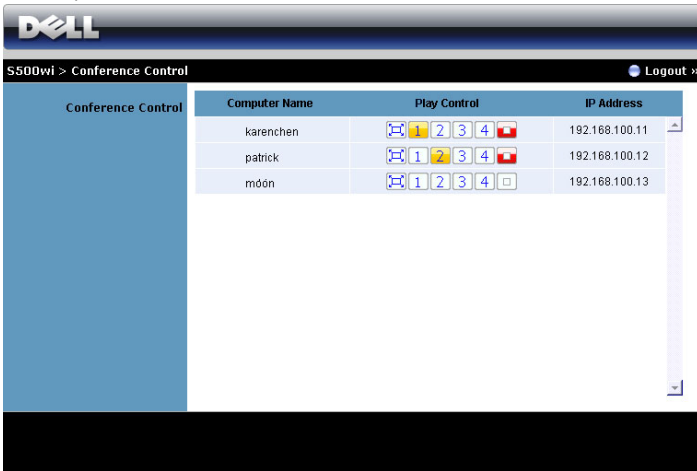 DELL
S500wi > Conference Control
Logout »
Conference Control
Computer Name Play Control IP Address
karenchen 1 2 3 4 192.168.100.11
patrick 1 2 3 4 192.168.100.12
móón 1 2 3 4 192.168.100.13